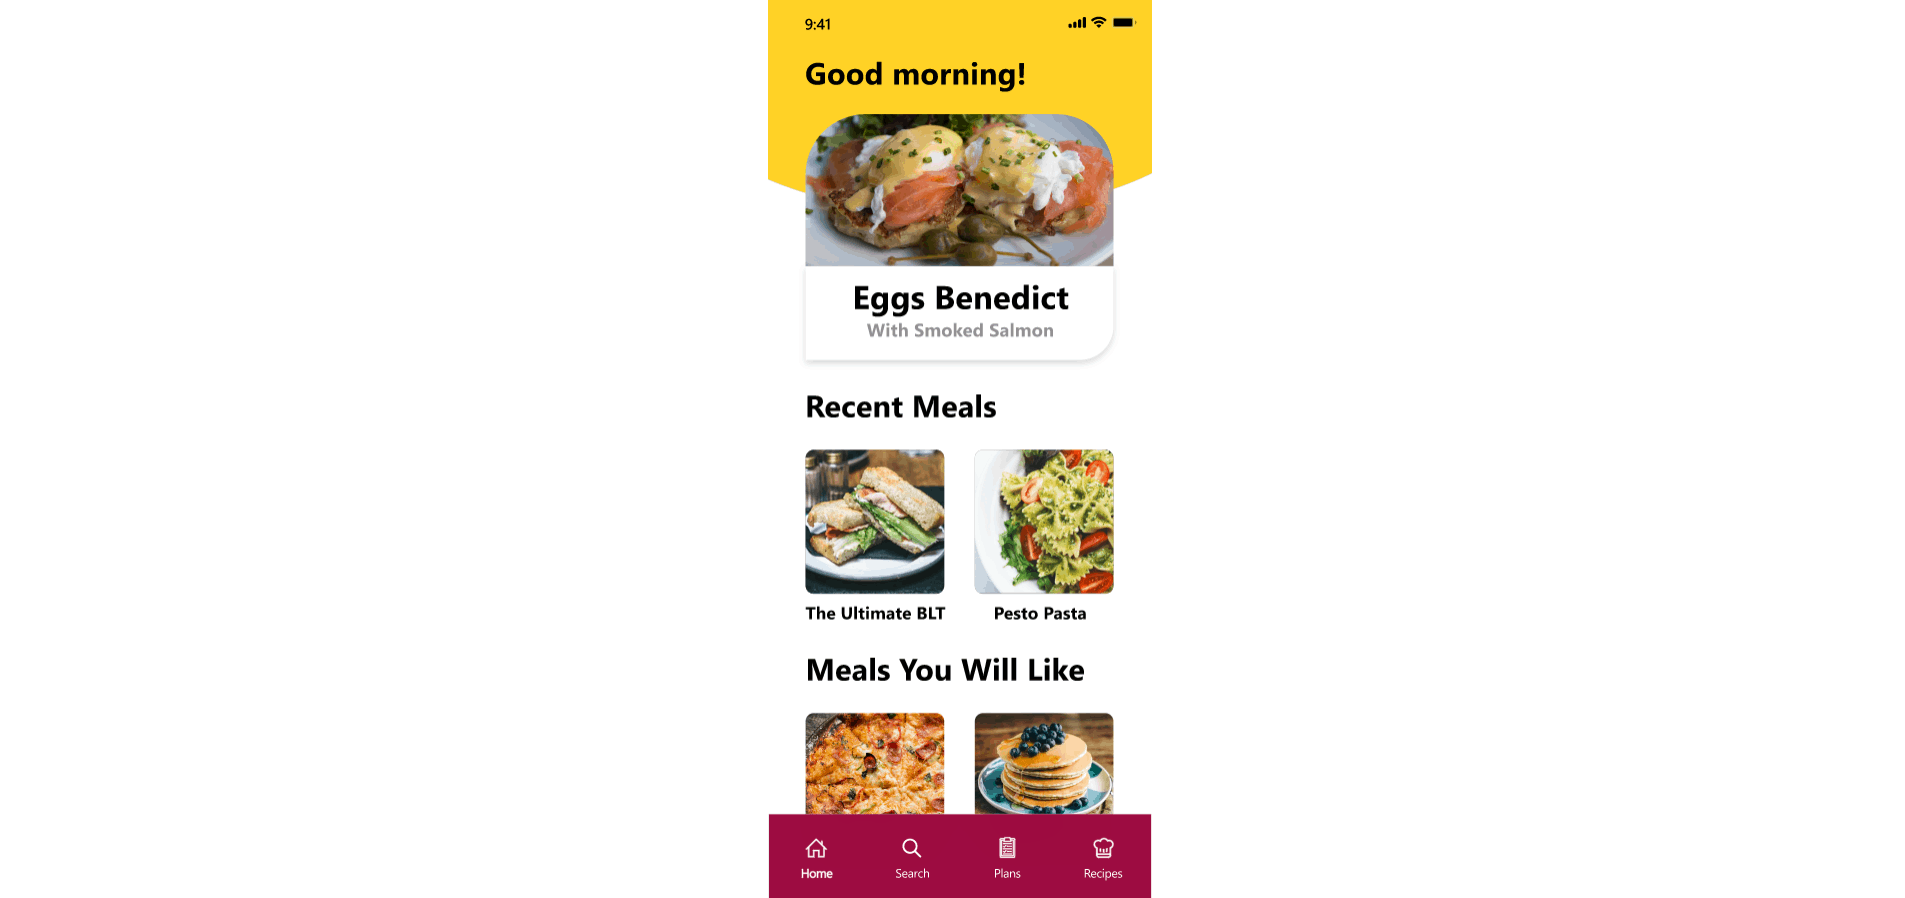 9:41
Good morning!
Eggs Benedict
With Smoked Salmon
Recent Meals
The Ultimate BLT
Pesto Pasta
Meals You Will Like
Home
Search
Plans
Recipes